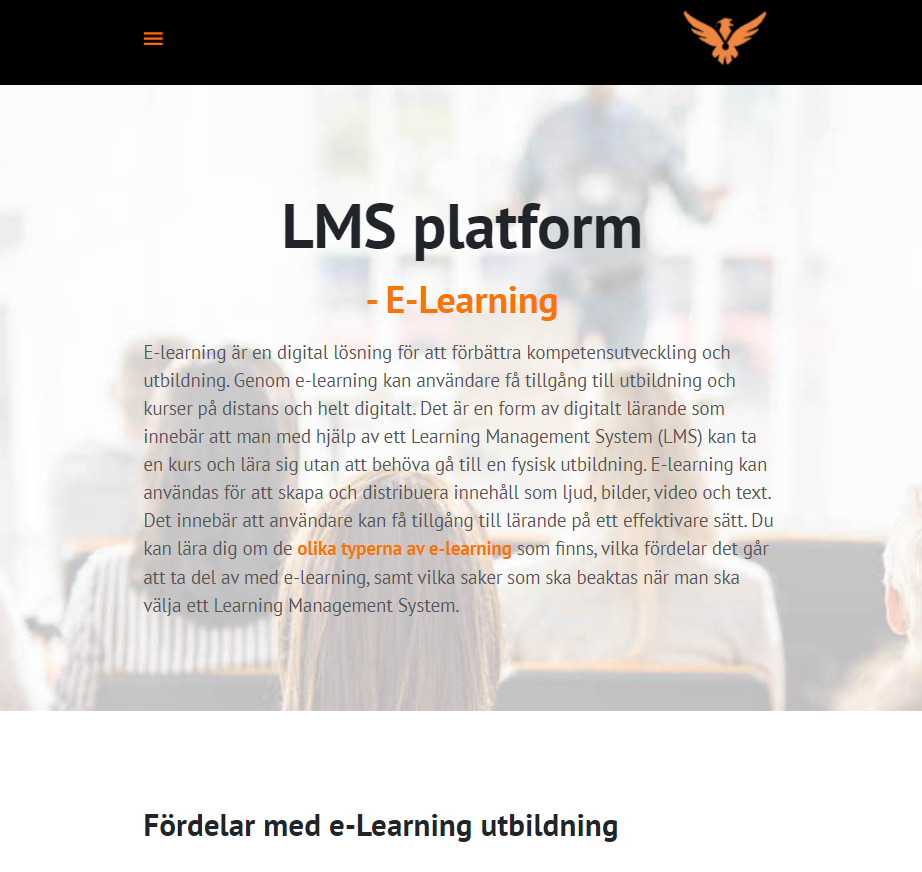 LMS platform
- E-Learning
E-learning är en digital lösning för att förbättra kompetensutveckling och
utbildning. Genom e-learning kan användare få tillgång till utbildning och
kurser på distans och helt digitalt. Det är en form av digitalt lärande som
innebär att man med hjälp av ett Learning Management System (LMS) kan ta
en kurs och lära sig utan att behöva gå till en fysisk utbildning. E-learning kan
användas för att skapa och distribuera innehåll som ljud, bilder, video och text.
Det innebär att användare kan få tillgång till lärande på ett effektivare sätt. Du
kan lära dig om de olika typerna av e-learning som finns, vilka fördelar det går
att ta del av med e-learning, samt vilka saker som ska beaktas när man ska
välja ett Learning Management System.
Fördelar med e-Learning utbildning